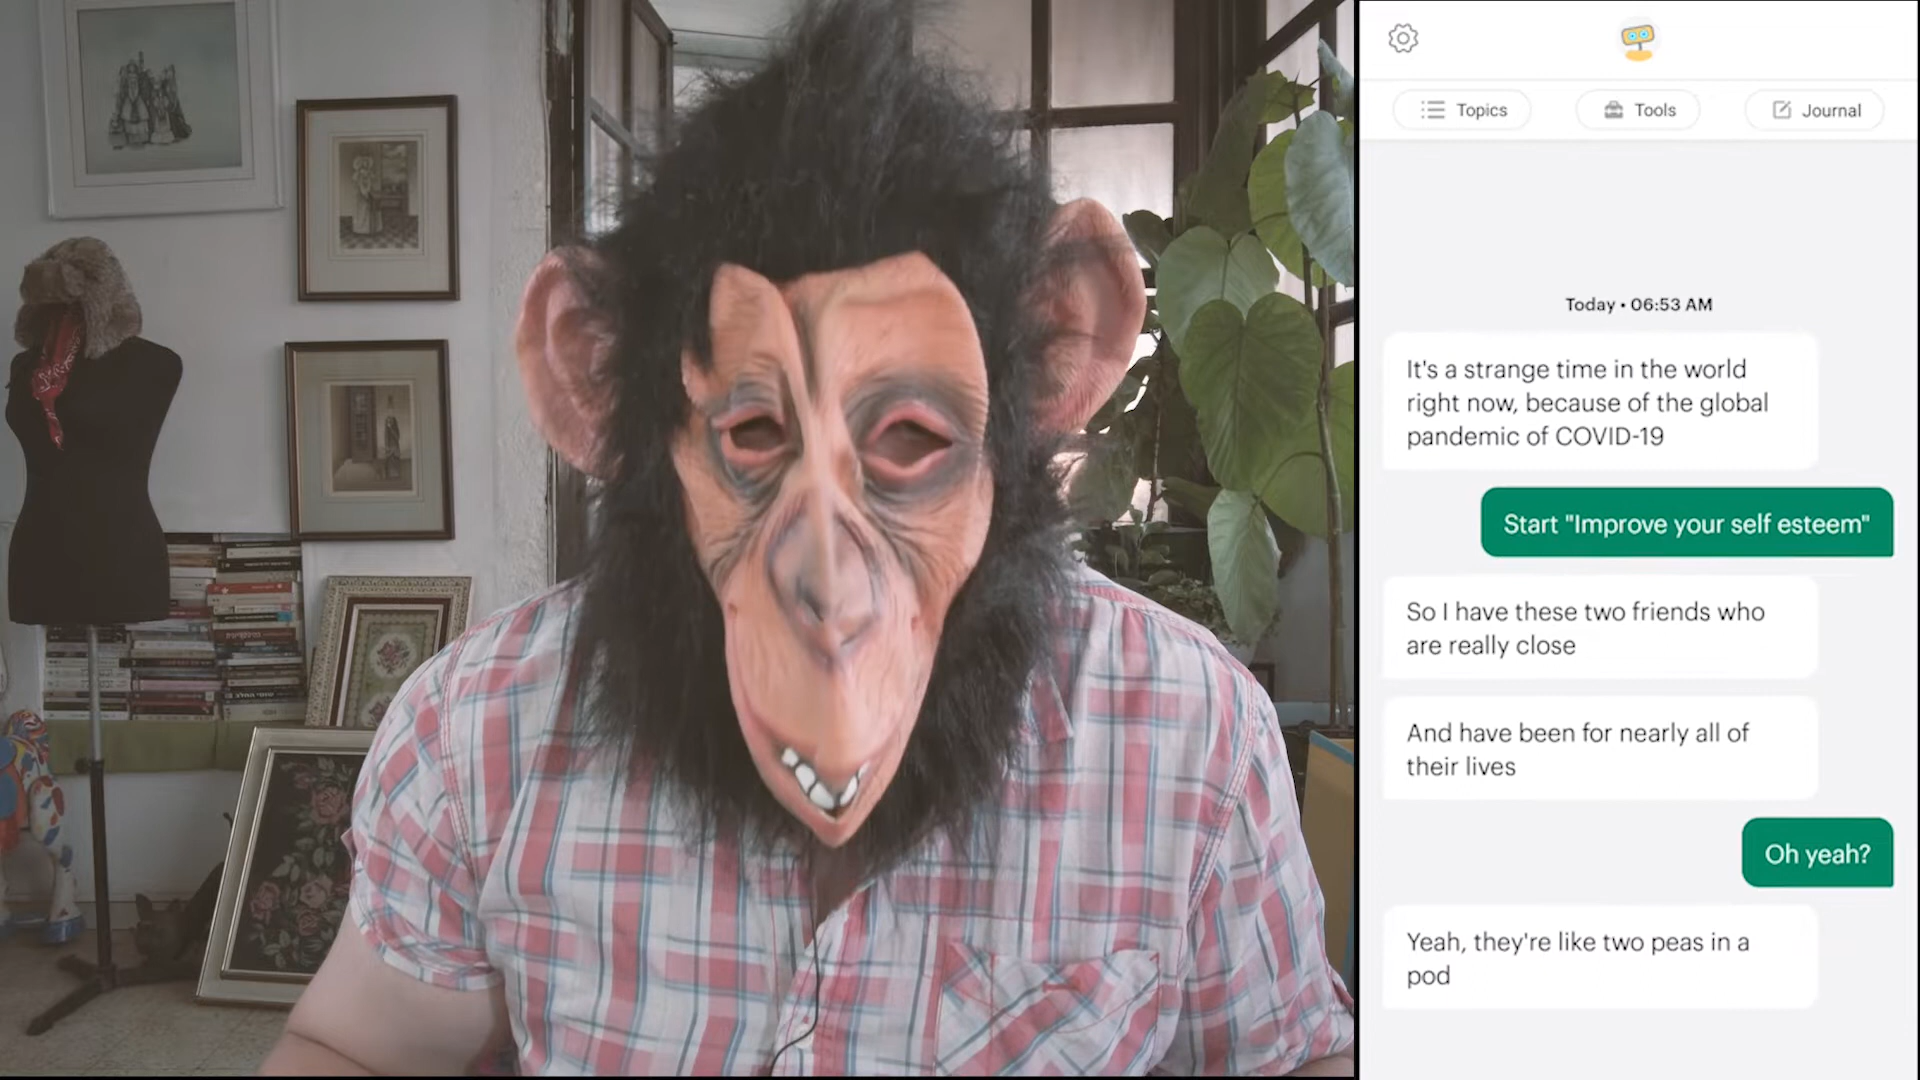 Topics
Tools
Journal
Today • 06:53 AM
It's a strange time in the world
right now, because of the global
pandemic of COVID-19
Start "Improve your self esteem"
So I have these two friends who
are really close
And have been for nearly all of
their lives
Oh yeah?
Yeah, they're like two peas in a
pod